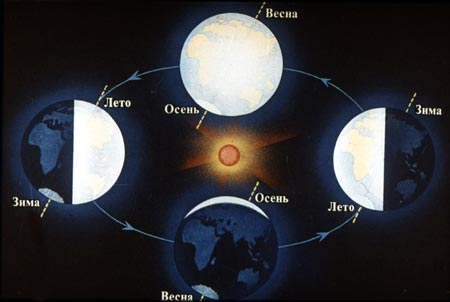 Весна
Осень
Лето
Зима
Зима
Лето
Осень
Весна